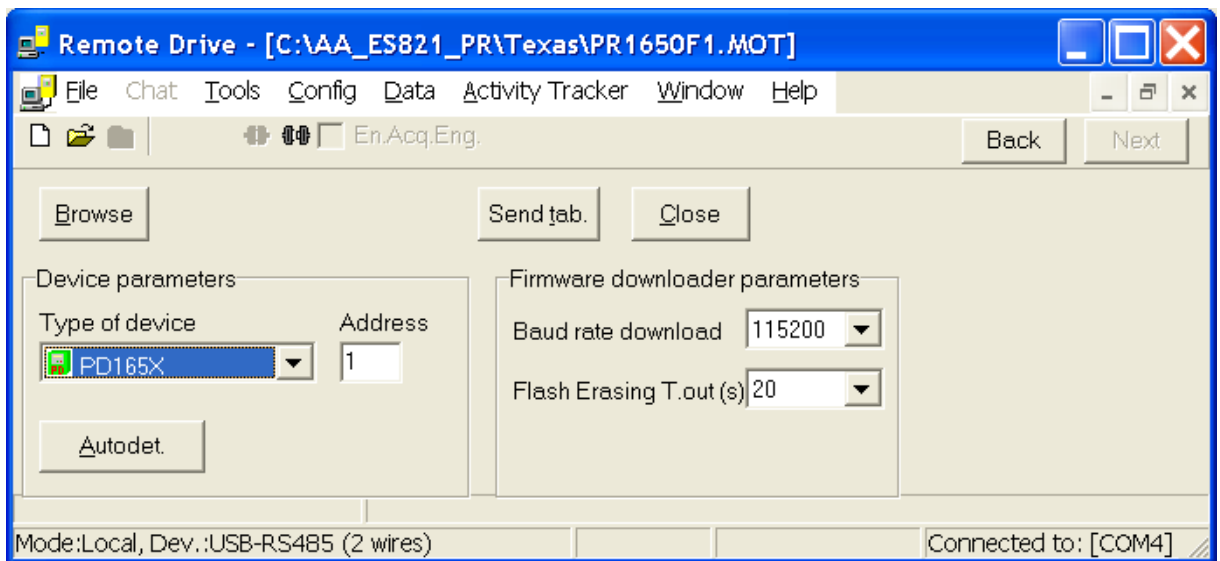 Remote Drive - [C:\AA_ES821_PR\Texas\PR1650F1.MOT]
File Chat Tools Config Data Activity Tracker Window Help
En.Acq.Eng. Back Next
Browse Send tab. Close
Device parameters
Type of device Address
PD165X 1
Autodet.
Firmware downloader parameters
Baud rate download 115200
Flash Erasing T.out (s) 20
Mode:Local, Dev.:USB-RS485 (2 wires) Connected to: [COM4]